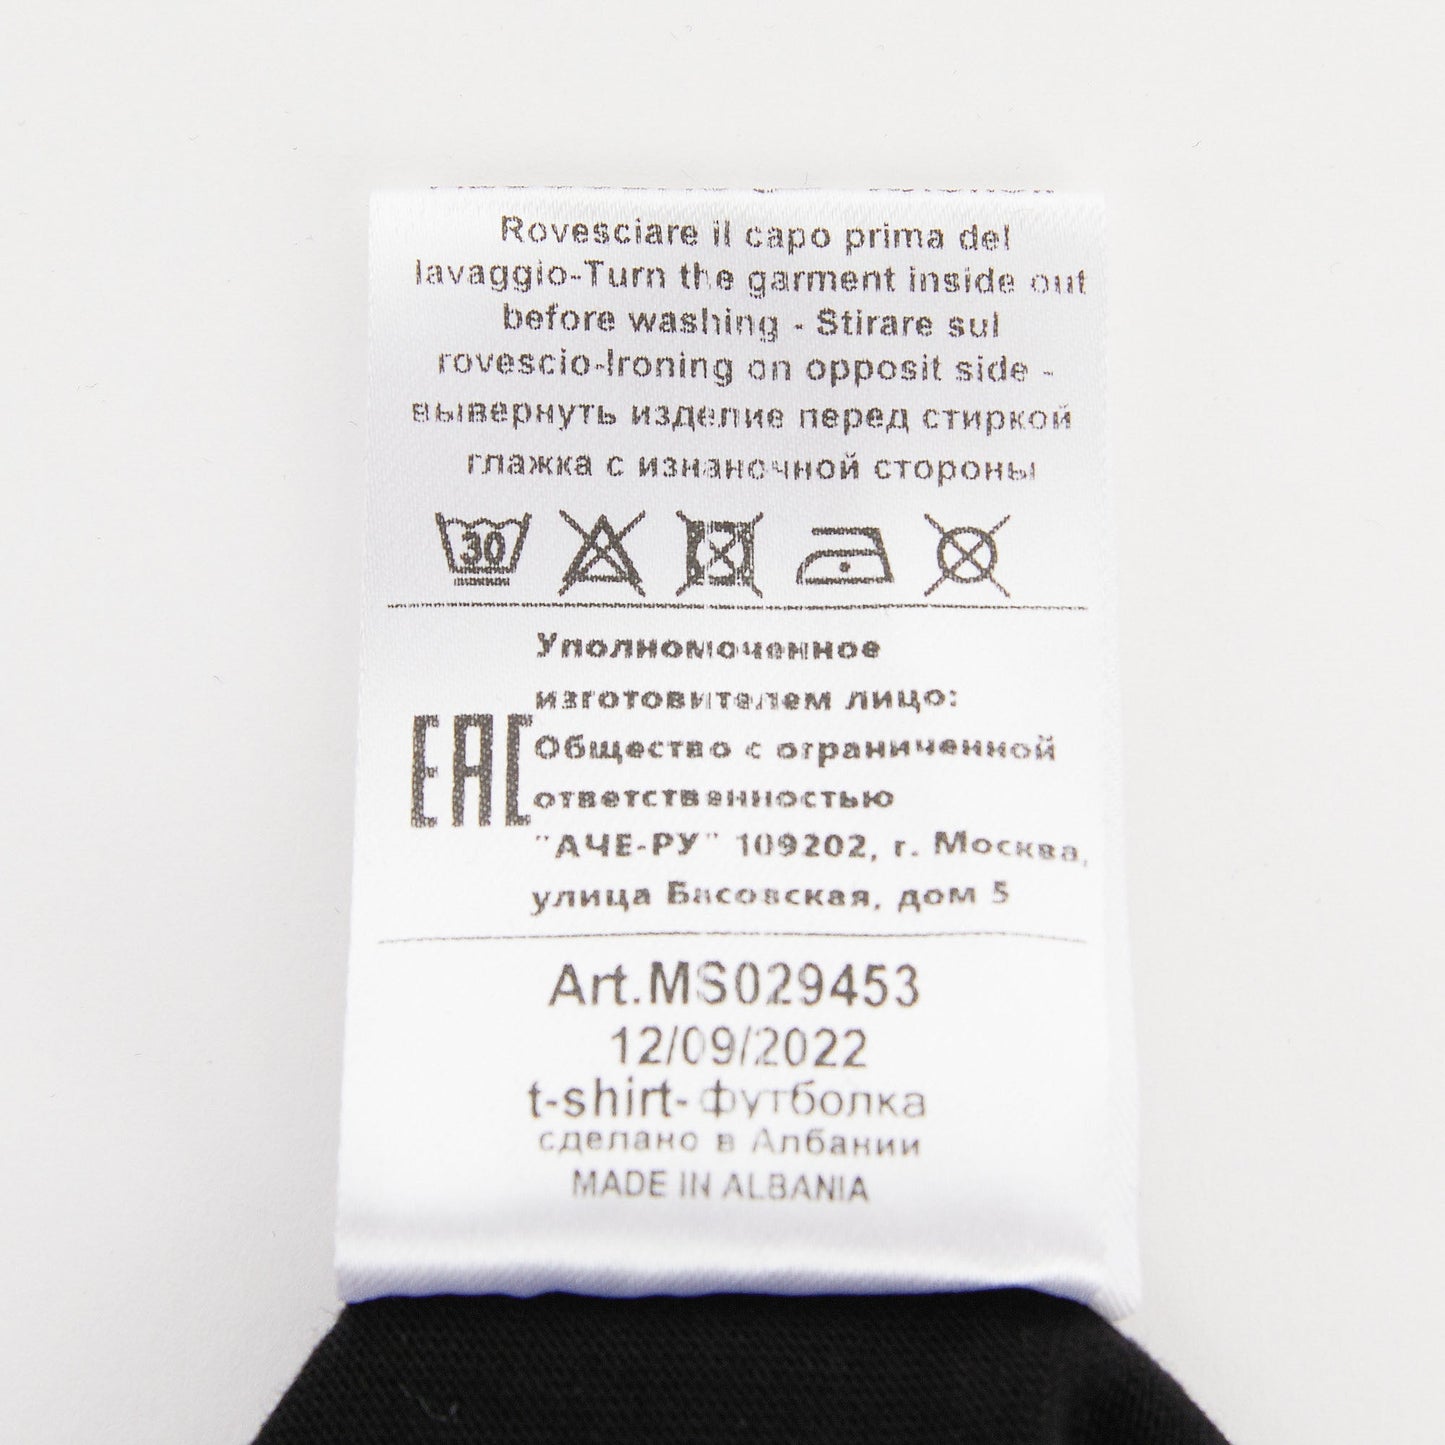 Rovesciare il capo prima del
lavaggio-Turn the garment inside out
before washing - Stirare sul
rovescio-Ironing on opposit side -
вывернуть изделие перед стиркой
глажка с изнаночной стороны
30
Уполномоченное
изготовителем лицо:
EAC
Общество с ограниченной
ответственностью
"АЧЕ-РУ" 109202, г. Москва,
улица Басовская, дом 5
Art.MS029453
12/09/2022
t-shirt-футболка
сделано в Албании
MADE IN ALBANIA